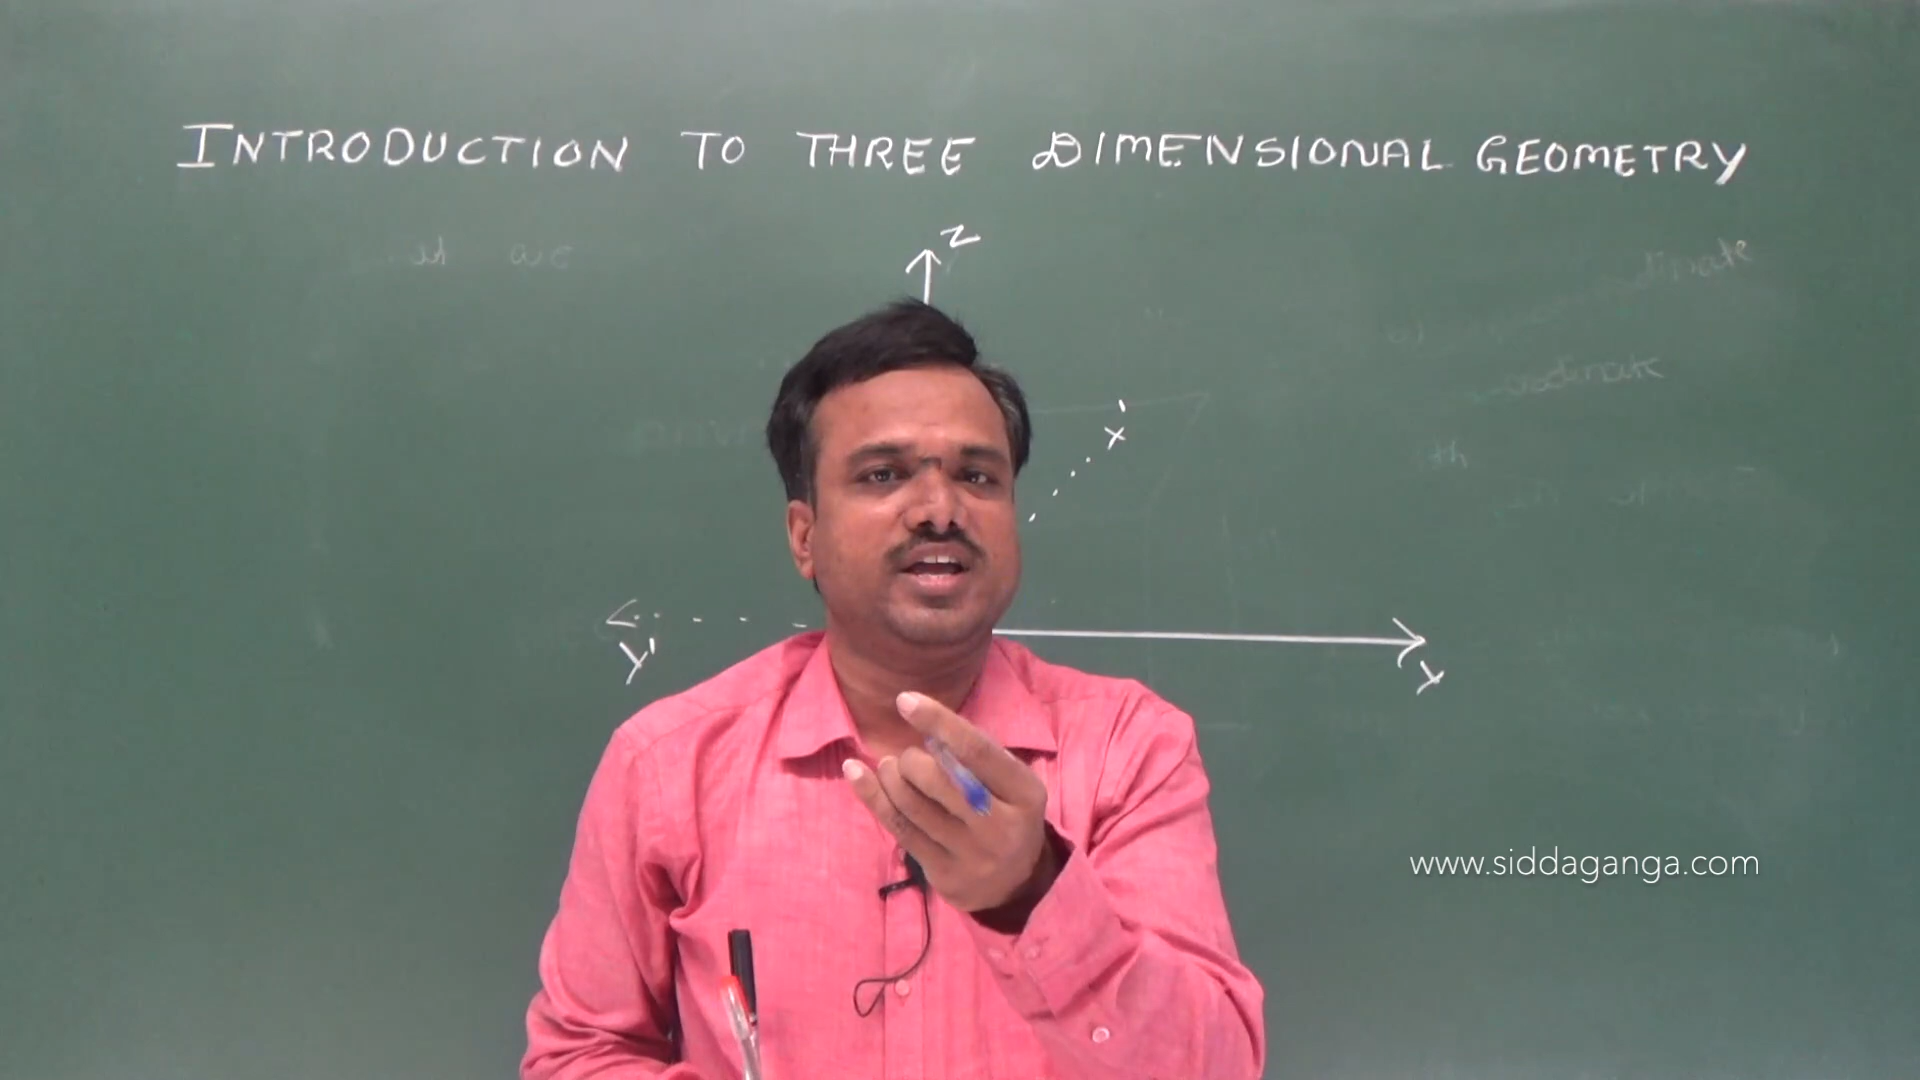 INTRODUCTION TO THREE DIMENSIONAL GEOMETRY
Z
X
Y'
Y
www.siddaganga.com